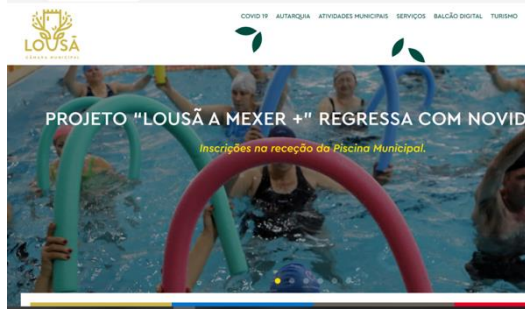 LOUSÃ
CÂMARA MUNICIPAL
COVID 19 AUTARQUIA ATIVIDADES MUNICIPAIS SERVIÇOS BALCÃO DIGITAL TURISMO
PROJETO “LOUSÃ A MEXER +” REGRESSA COM NOVID
Inscrições na receção da Piscina Municipal.